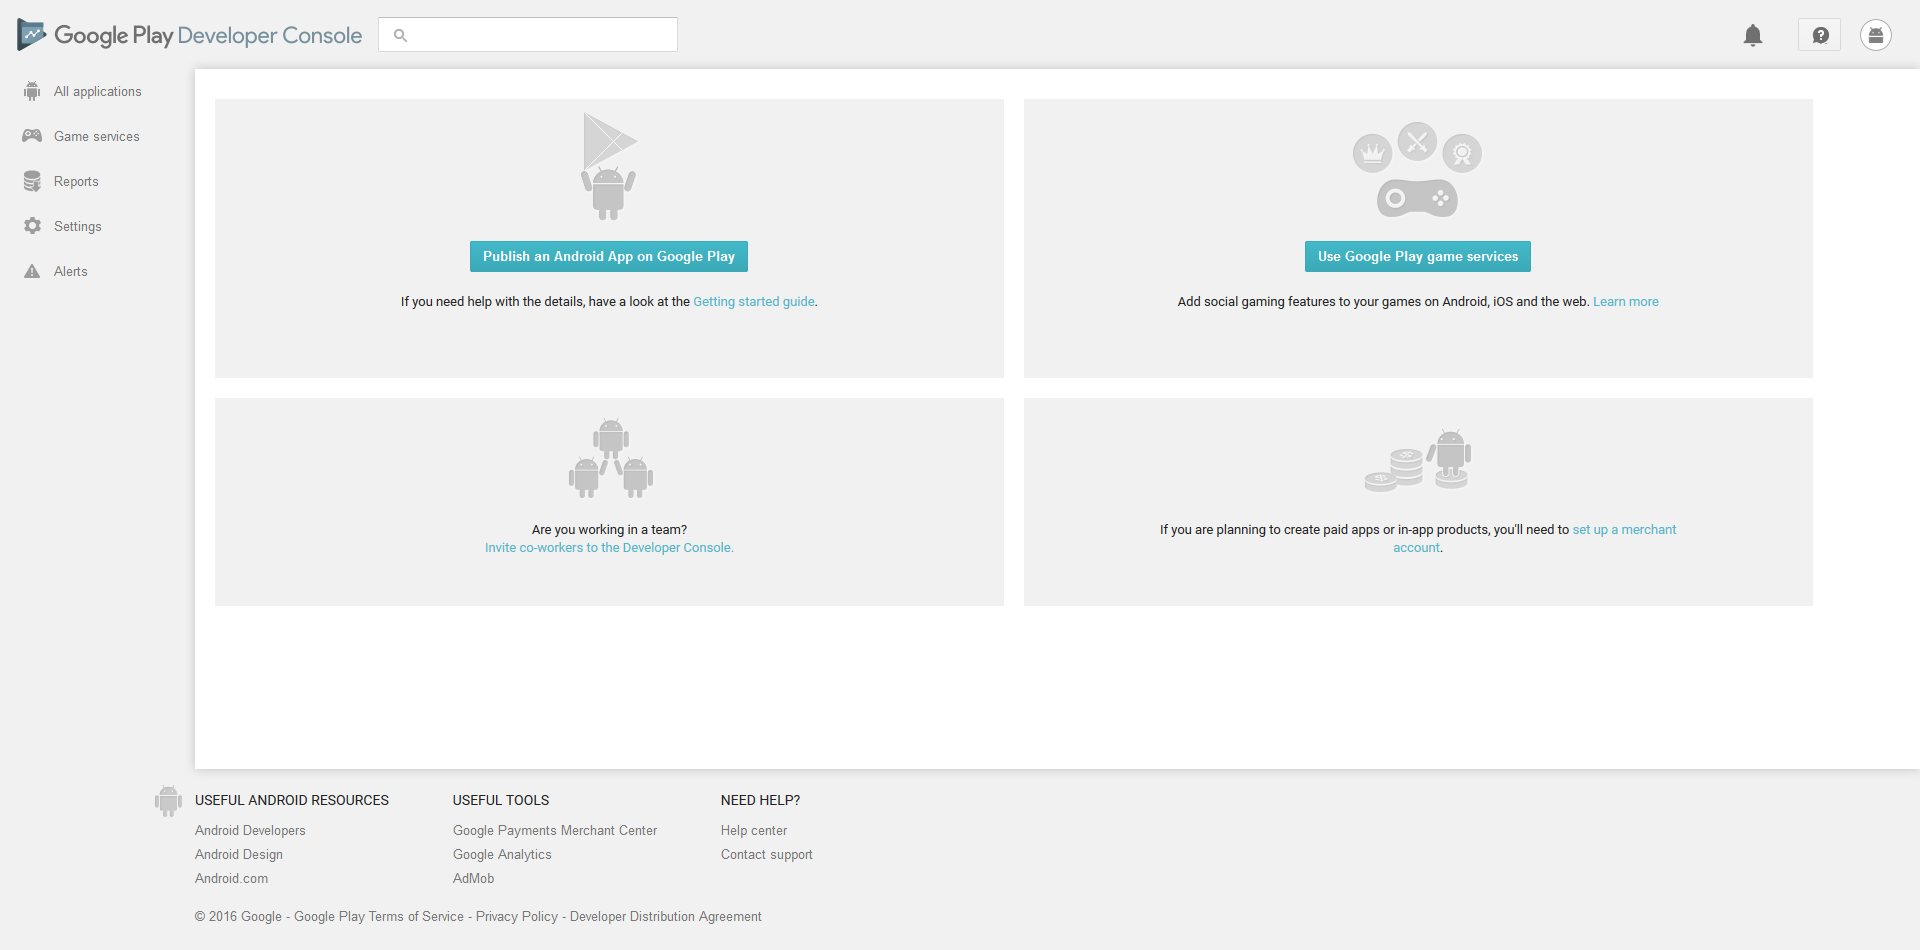 Google Play Developer Console
All applications
Game services
Reports
Settings
Alerts
Publish an Android App on Google Play
If you need help with the details, have a look at the Getting started guide.
Use Google Play game services
Add social gaming features to your games on Android, iOS and the web. Learn more
Are you working in a team?
Invite co-workers to the Developer Console.
If you are planning to create paid apps or in-app products, you'll need to set up a merchant
account.
USEFUL ANDROID RESOURCES
Android Developers
Android Design
Android.com
USEFUL TOOLS
Google Payments Merchant Center
Google Analytics
AdMob
NEED HELP?
Help center
Contact support
© 2016 Google - Google Play Terms of Service - Privacy Policy - Developer Distribution Agreement